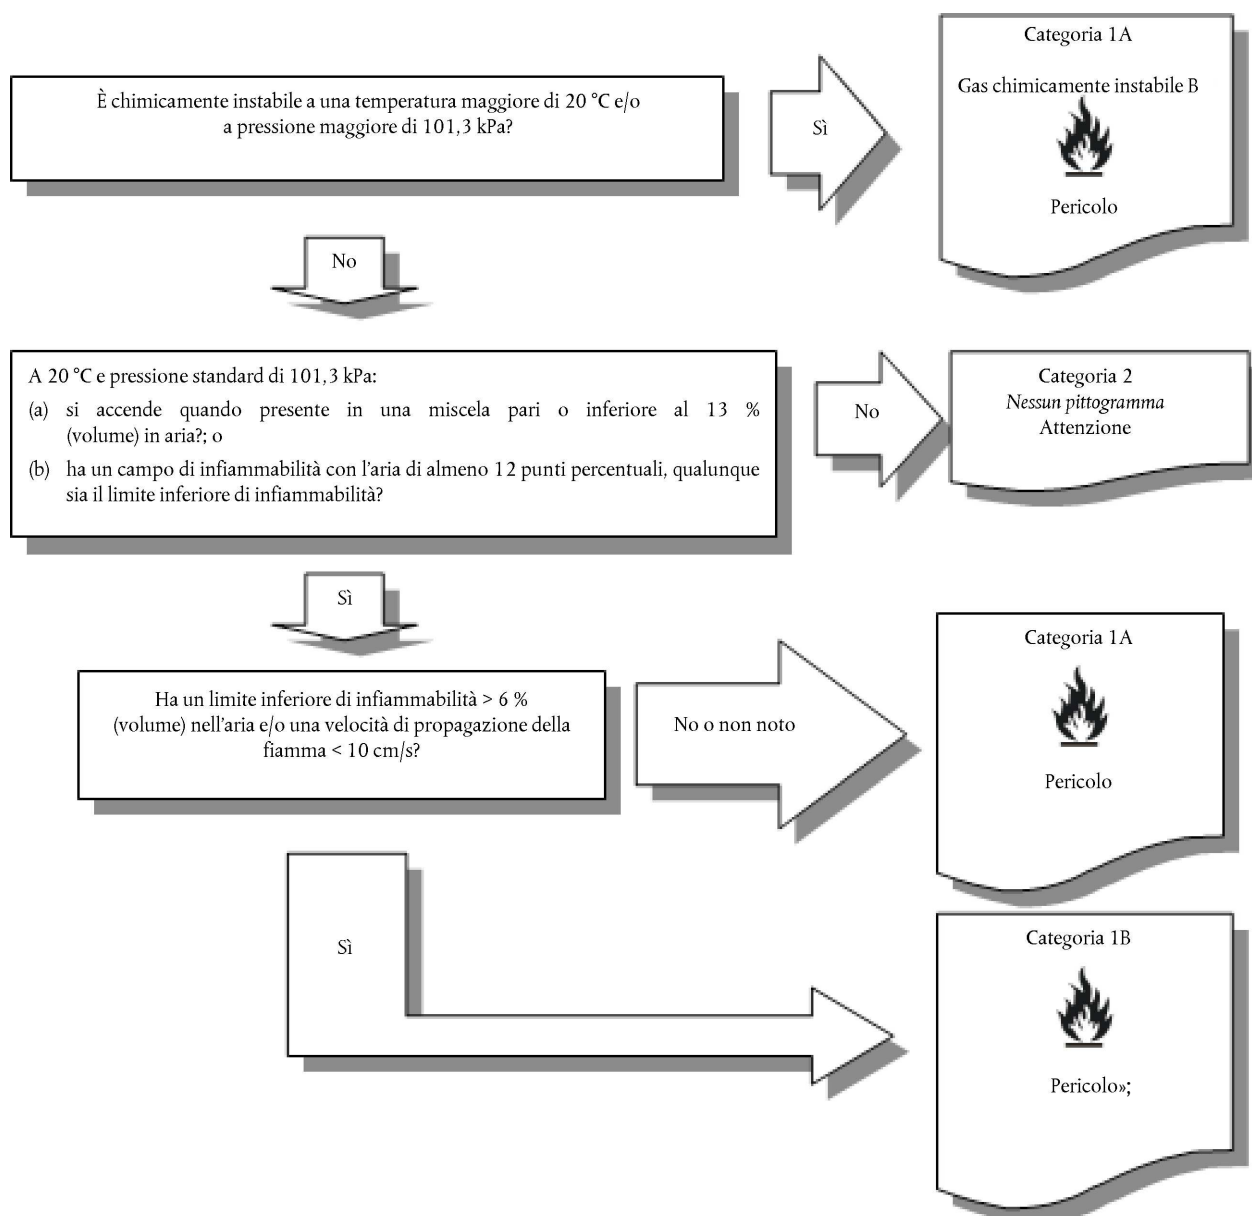 Categoria 1A
È chimicamente instabile a una temperatura maggiore di 20 °C e/o
a pressione maggiore di 101,3 kPa?
Sì
Gas chimicamente instabile B
Pericolo
No
A 20 °C e pressione standard di 101,3 kPa:
(a) si accende quando presente in una miscela pari o inferiore al 13 %
(volume) in aria?; o
(b) ha un campo di infiammabilità con l'aria di almeno 12 punti percentuali, qualunque
sia il limite inferiore di infiammabilità?
No
Categoria 2
Nessun pittogramma
Attenzione
Sì
Ha un limite inferiore di infiammabilità > 6 %
(volume) nell'aria e/o una velocità di propagazione della
fiamma < 10 cm/s?
No o non noto
Categoria 1A
Pericolo
Sì
Categoria 1B
Pericolo»;